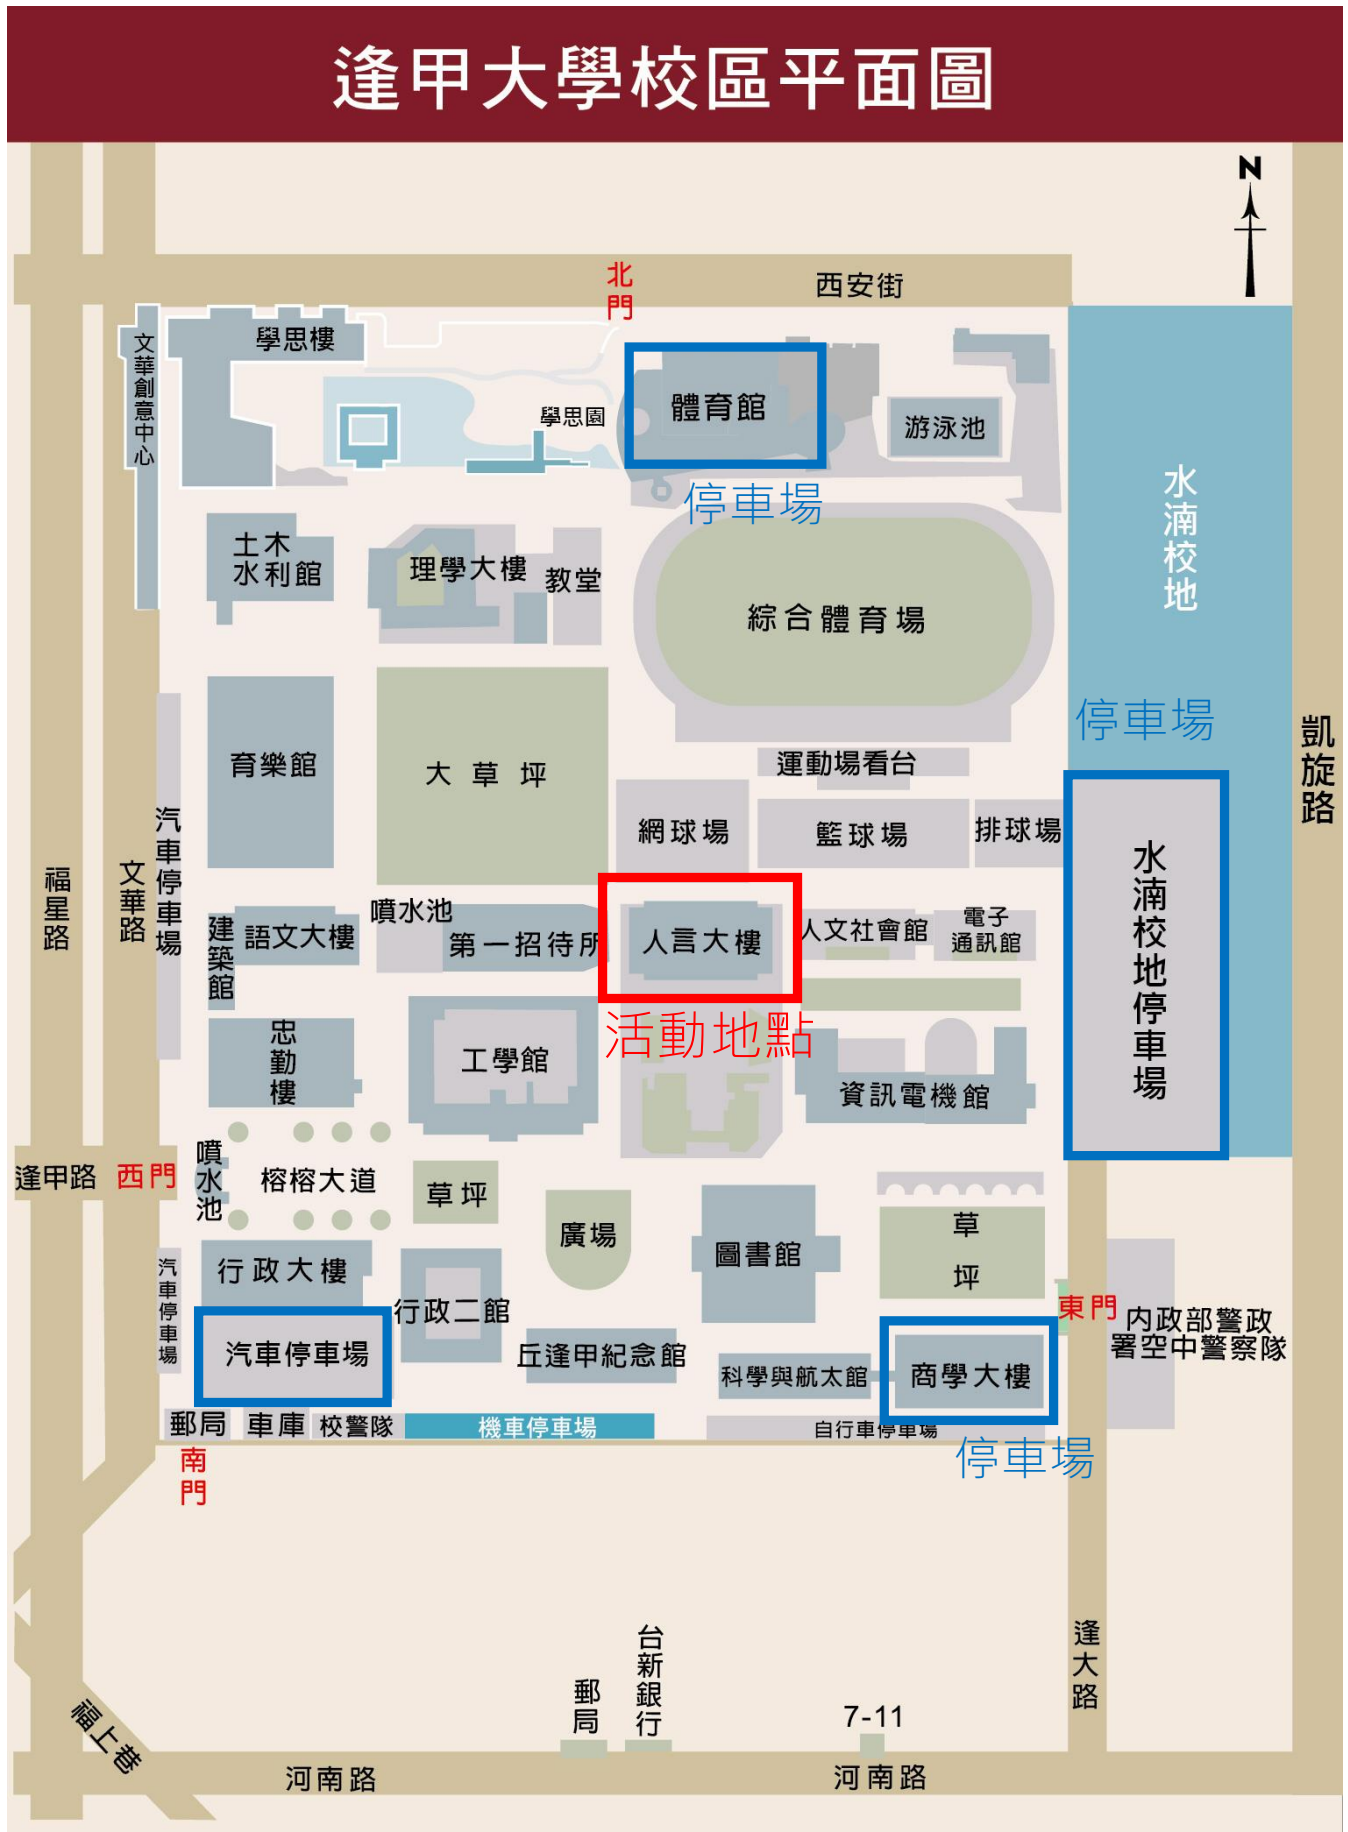 逢甲大學校區平面圖
N
北門
西安街
學思樓
文華創意中心
體育館
學思園
游泳池
水湳校地
停車場
土木
水利館
理學大樓
教堂
綜合體育場
停車場
凱旋路
育樂館
大草坪
運動場看台
汽車停車場
網球場
籃球場
排球場
水湳校地停車場
福星路
文華路
噴水池
建築館
語文大樓
第一招待所
人言大樓
人文社會館
電子
通訊館
活動地點
忠勤樓
工學館
資訊電機館
逢甲路
西門
噴水池
榕榕大道
草坪
廣場
圖書館
草坪
汽車停車場
行政大樓
行政二館
東門
內政部警政
署空中警察隊
汽車停車場
丘逢甲紀念館
科學與航太館
商學大樓
郵局
車庫
校警隊
機車停車場
自行車停車場
停車場
南門
逢大路
台新銀行
郵局
7-11
福上巷
河南路
河南路